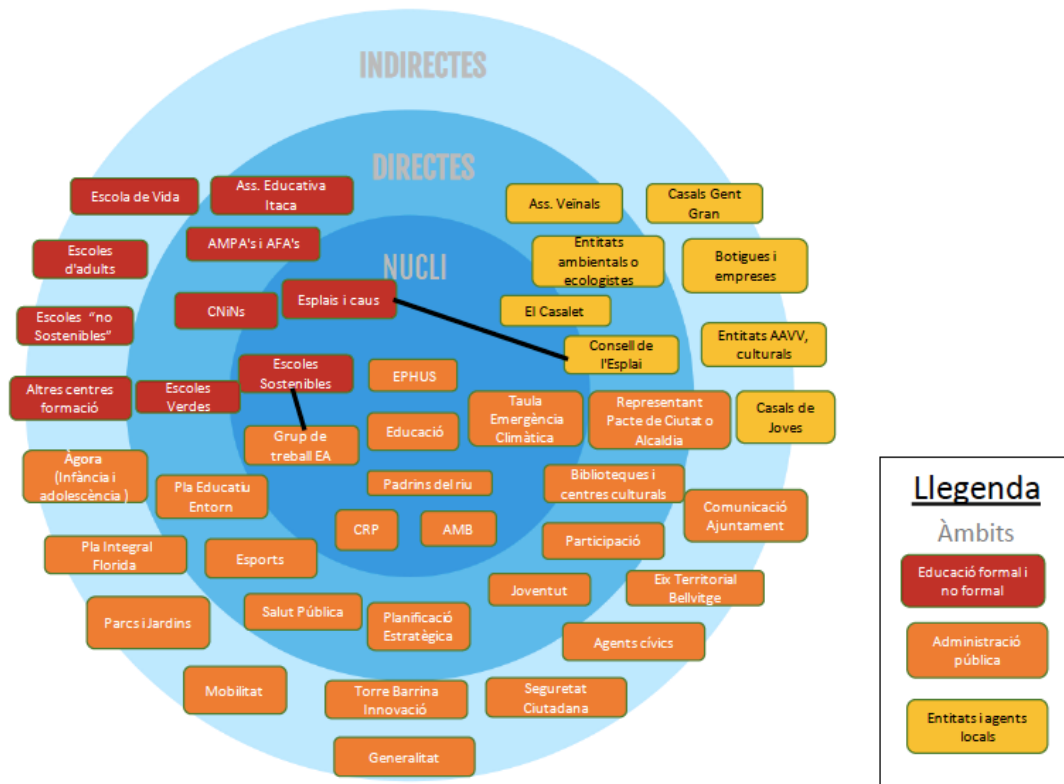 INDIRECTES
DIRECTES
NUCLI
Escola de Vida
Ass. Educativa
Itaca
Ass. Veïnals
Casals Gent
Gran
Escoles
d'adults
AMPA's i AFA's
Entitats
ambientals o
ecologistes
Botigues i
empreses
Escoles “no
Sostenibles”
CNiNs
Esplais i caus
El Casalet
Consell de
l'Esplai
Entitats AAVV,
culturals
Altres centres
formació
Escoles
Verdes
Escoles
Sostenibles
EPHUS
Taula
Emergència
Climàtica
Representant
Pacte de Ciutat o
Alcaldia
Casals de
Joves
Grup de
treball EA
Educació
Àgora
(Infància i
adolescència )
Pla Educatiu
Entorn
Padrins del riu
Biblioteques i
centres culturals
Comunicació
Ajuntament
CRP
AMB
Participació
Pla Integral
Florida
Esports
Joventut
Eix Territorial
Bellvitge
Parcs i Jardins
Salut Pública
Planificació
Estratègica
Agents cívics
Mobilitat
Torre Barrina
Innovació
Seguretat
Ciutadana
Generalitat
Llegenda
Àmbits
Educació formal i
no formal
Administració
pública
Entitats i agents
locals